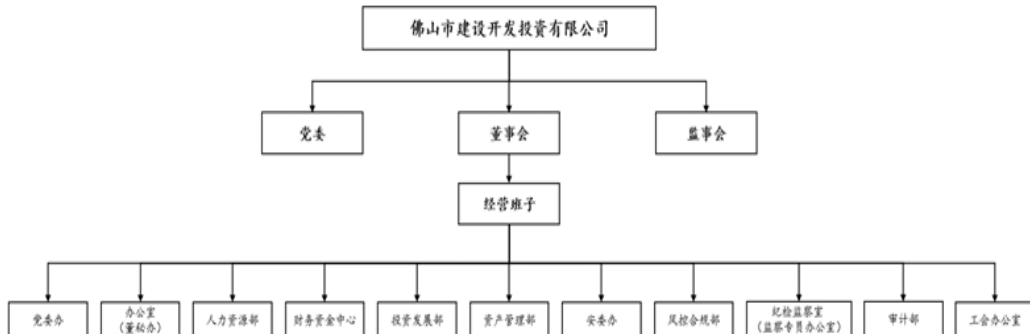 佛山市建设开发投资有限公司
党委
董事会
监事会
经营班子
党委办
办公室
(董秘办)
人力资源部
财务资金中心
投资发展部
资产管理部
安委办
风控合规部
纪检监察室
(监察专员办公室)
审计部
工会办公室